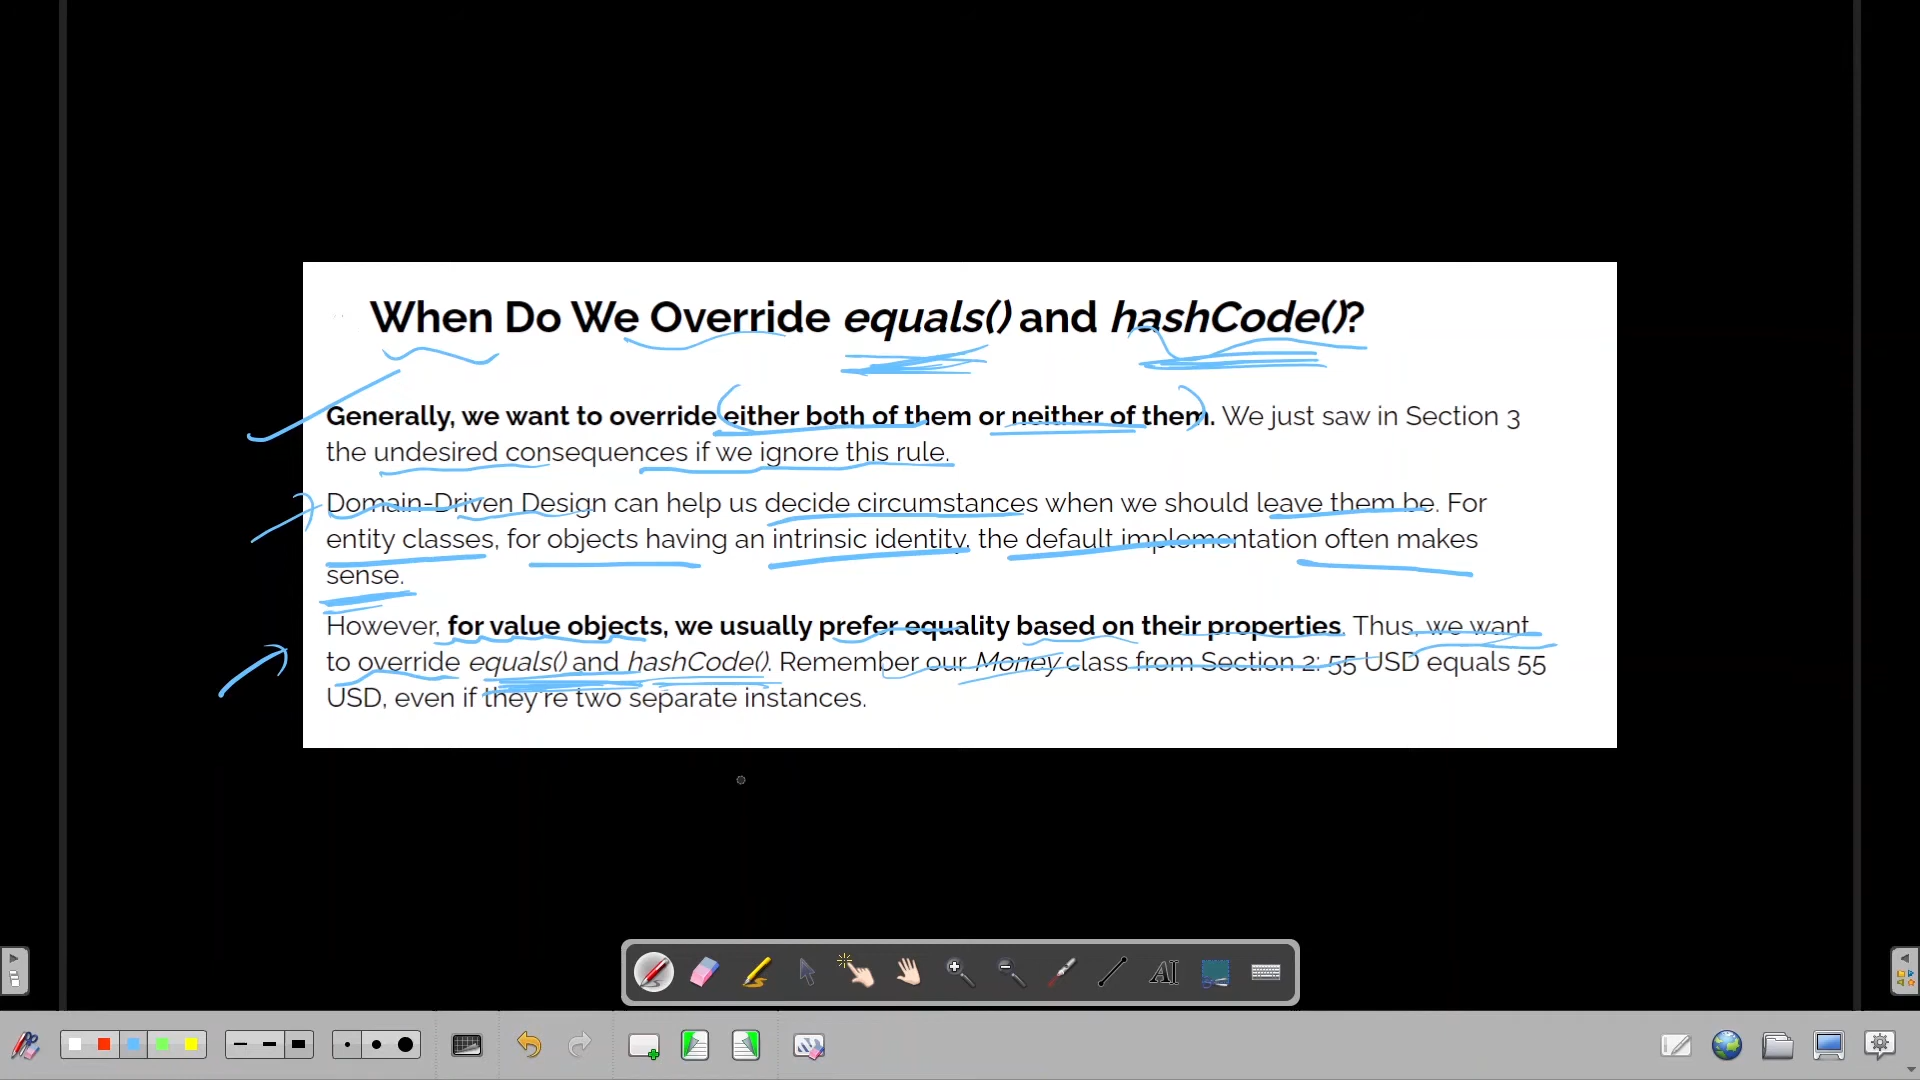 When Do We Override equals() and hashCode()?
Generally, we want to override either both of them or neither of them. We just saw in Section 3
the undesired consequences if we ignore this rule.
Domain-Driven Design can help us decide circumstances when we should leave them be. For
entity classes, for objects having an intrinsic identity, the default implementation often makes
sense.
However, for value objects, we usually prefer equality based on their properties. Thus, we want
to override equals() and hashCode(). Remember our Money class from Section 2: 55 USD equals 55
USD, even if they're two separate instances.
AI